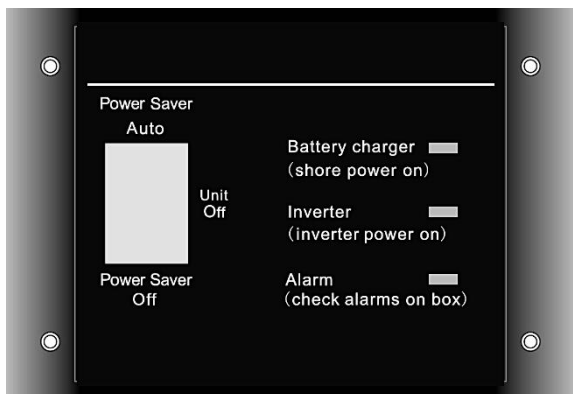 Power Saver
Auto
Unit
Off
Power Saver
Off
Battery charger
(shore power on)
Inverter
(inverter power on)
Alarm
(check alarms on box)